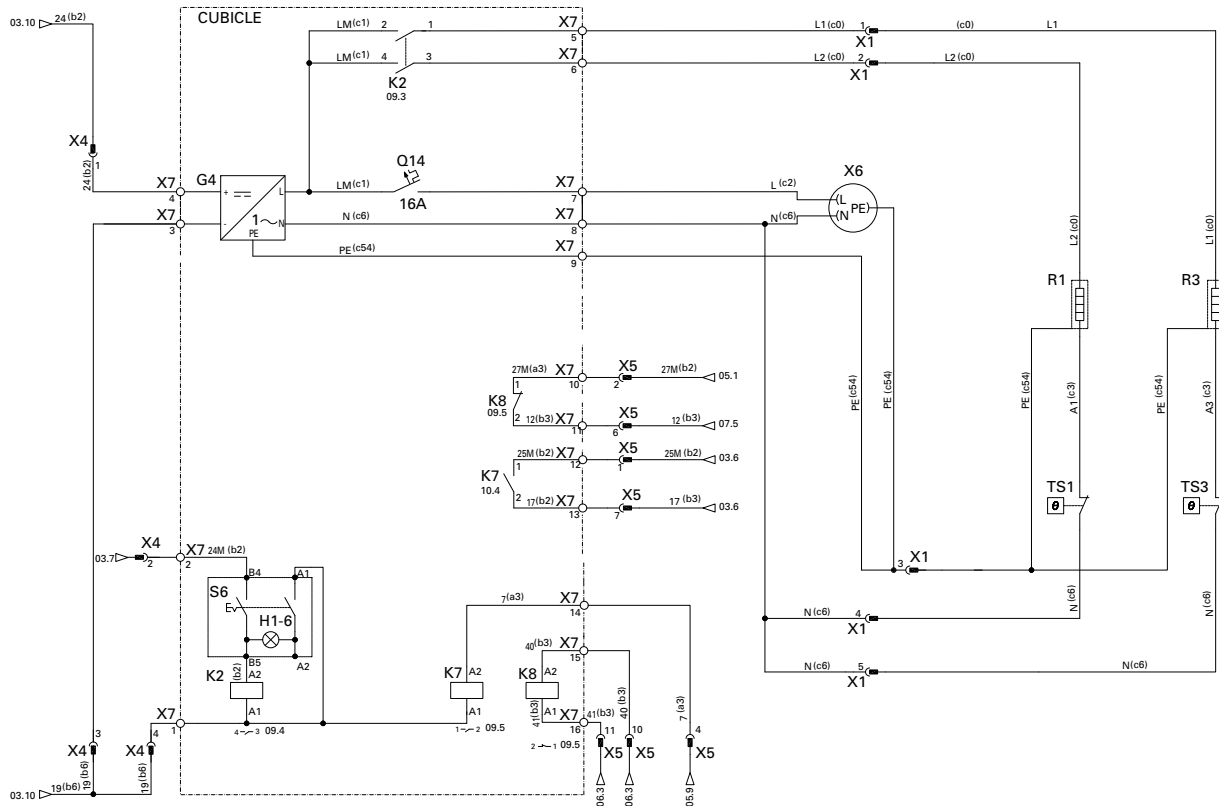 03.10 24(b2)
CUBICLE
LM(c1) 2 1 X7 5 L1(c0) 1 X1 (c0) L1
LM(c1) 4 3 X7 6 L2(c0) 2 X1 L2(c0)
K2
09.3
X4
1
24(b2)
Q14
X6
X7 4 G4 + L LM(c1) 16A X7 7 L(c2) L
X7 3 - 1 N N(c6) X7 8 N(c6) N PE
PE
PE(c54) X7 9
L2(c0) L1(c0)
R1 R3
27M(a3) X7 10 X5 2 27M(b2) 05.1
1
K8
09.5
2 12(b3) X7 11 X5 6 12(b3) 07.5
PE(c54) PE(c54) PE(c54) A1(c3) PE(c54) A3(c3)
25M(b2) X7 12 X5 1 25M(b2) 03.6
1
K7
10.4
2 17(b2) X7 13 X5 7 17(b3) 03.6
TS1 TS3
θ θ
03.7 X4 2 X7 2 24M(b2)
3 X1
B4 A1
S6
H1-6
B5 A2
7(a3) X7 14
N(c6) 4 X1 N(c6)
40(b3) X7 15
N(c6) 5 X1 N(c6)
K2 (b2) A2 A1
K7 A2 A1
K8 A2 A1
41(b3) X7 16 41(b3) 40(b3) 7(a3)
X7 1
4 3 09.4
1 2 09.5
2 1 09.5
3 X4 4 X4
11 X5 10 4 X5
19(b6) 19(b6)
03.10 19(b6)
06.3 06.3 05.9